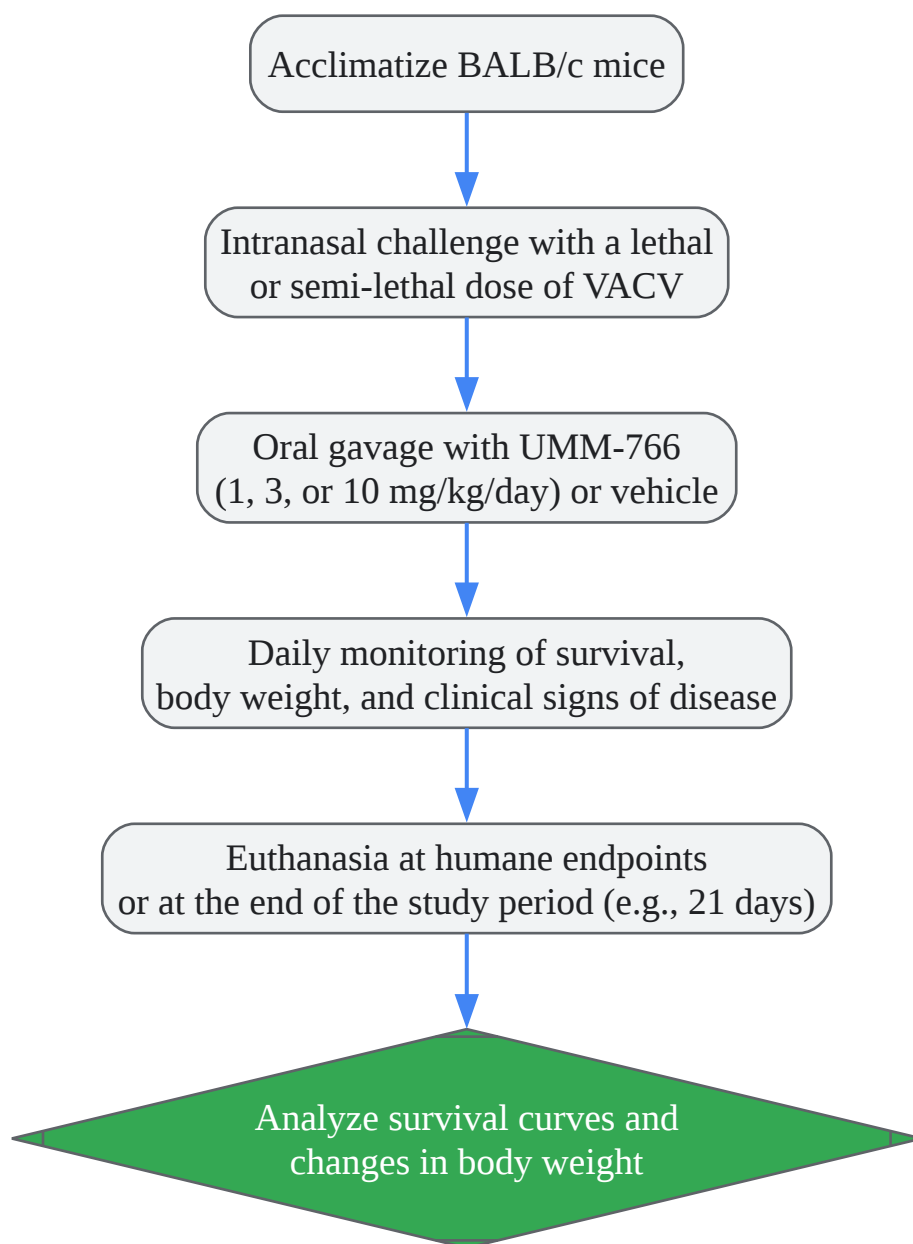 Acclimatize BALB/c mice
Intranasal challenge with a lethal
or semi-lethal dose of VACV
Oral gavage with UMM-766
(1, 3, or 10 mg/kg/day) or vehicle
Daily monitoring of survival,
body weight, and clinical signs of disease
Euthanasia at humane endpoints
or at the end of the study period (e.g., 21 days)
Analyze survival curves and
changes in body weight